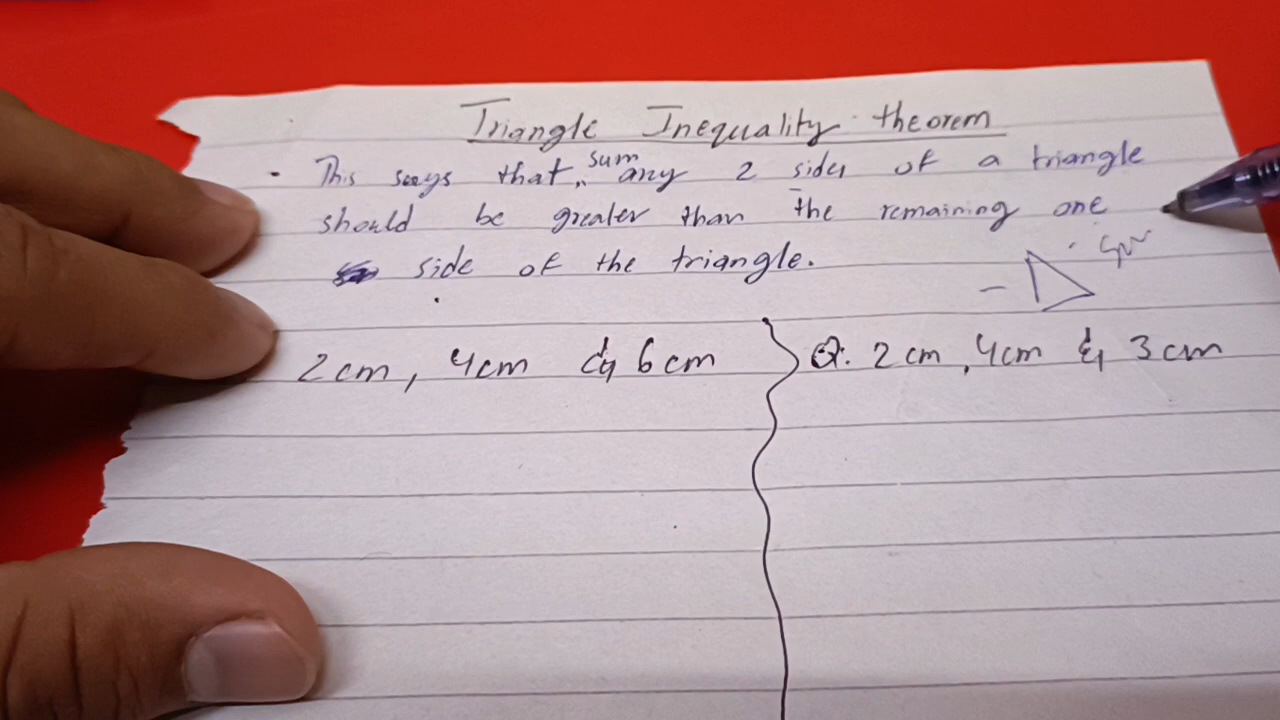 Triangle Inequality theorem
This says that, sum any 2 sides of a triangle
should be greater than the remaining one
side of the triangle.
2cm, 4cm & 6cm
Q. 2cm, 4cm & 3cm